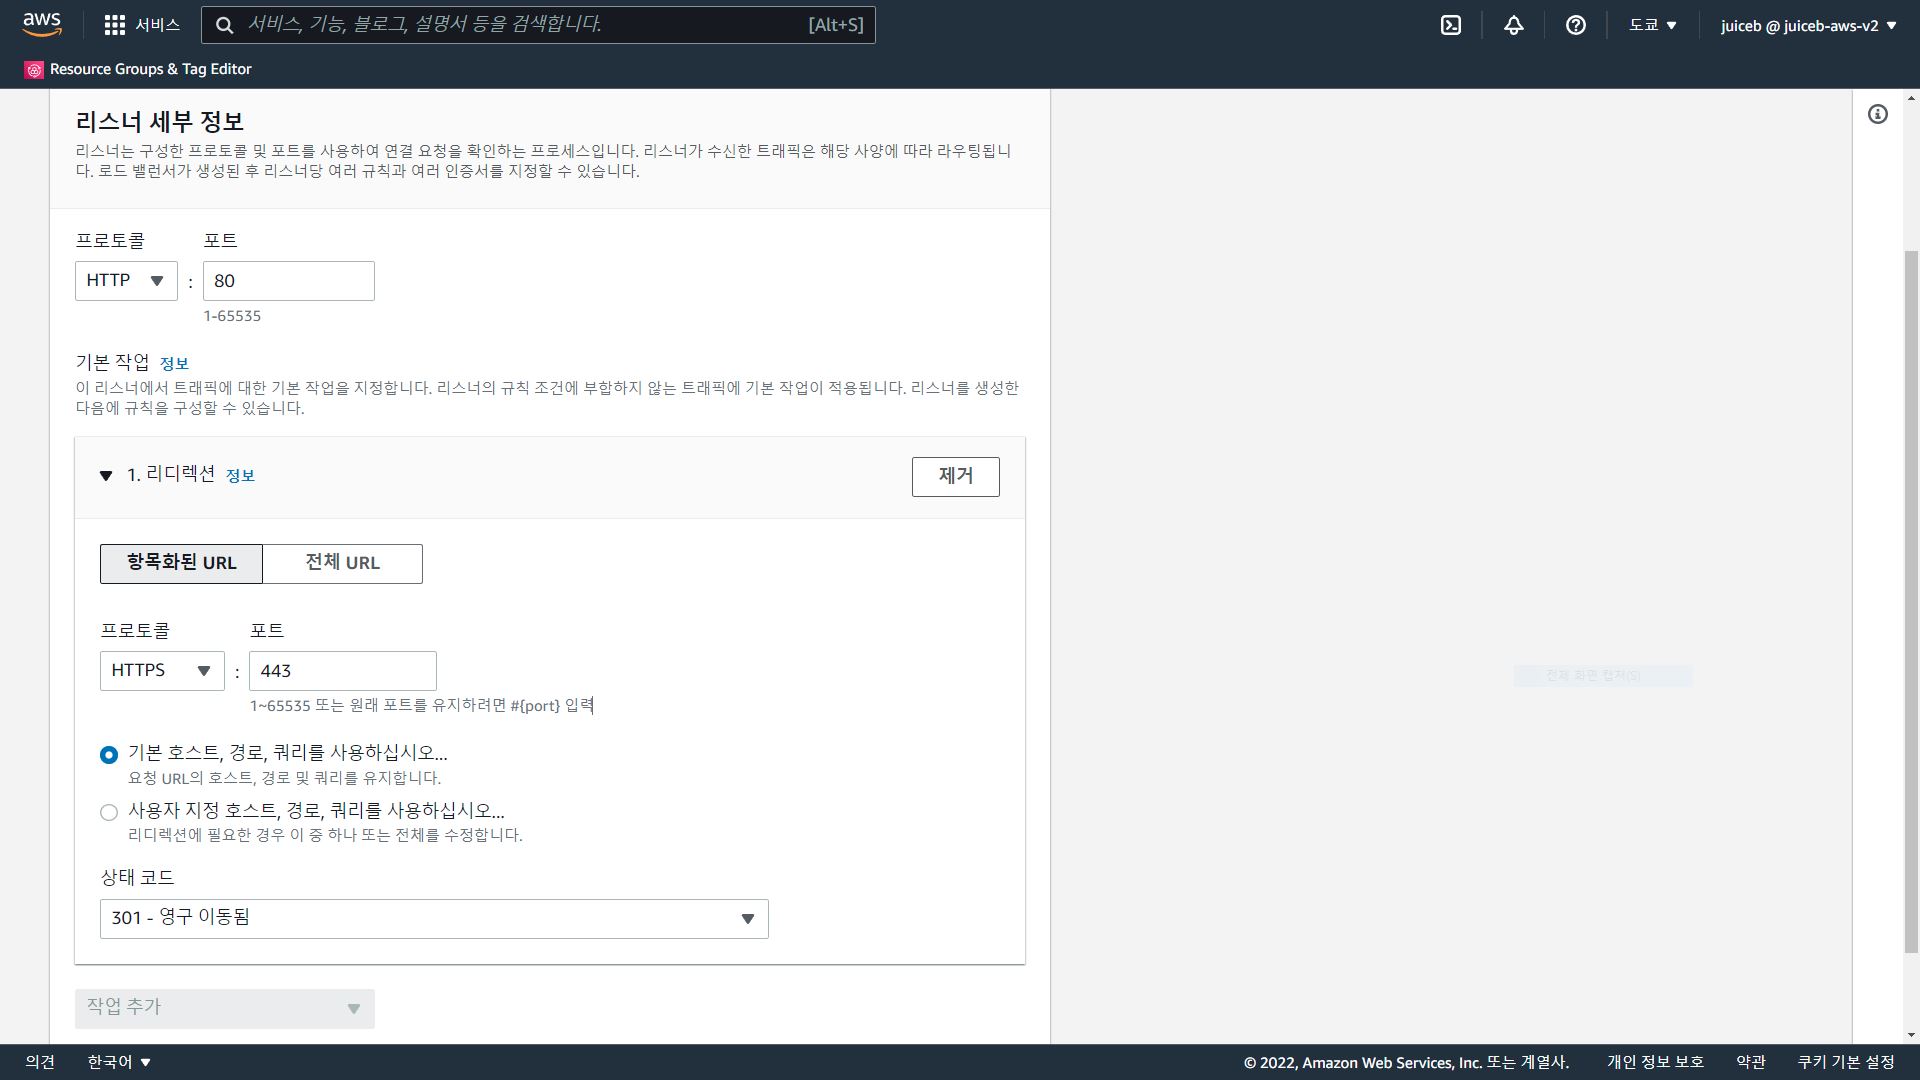 aws
서비스
서비스, 기능, 블로그, 설명서 등을 검색합니다.
[Alt+S]
도쿄 ▼
juiceb @ juiceb-aws-v2 ▼
Resource Groups & Tag Editor
리스너 세부 정보
리스너는 구성한 프로토콜 및 포트를 사용하여 연결 요청을 확인하는 프로세스입니다. 리스너가 수신한 트래픽은 해당 사양에 따라 라우팅됩니
다. 로드 밸런서가 생성된 후 리스너당 여러 규칙과 여러 인증서를 지정할 수 있습니다.
프로토콜
포트
HTTP
:
80
1-65535
기본 작업 정보
이 리스너에서 트래픽에 대한 기본 작업을 지정합니다. 리스너의 규칙 조건에 부합하지 않는 트래픽에 기본 작업이 적용됩니다. 리스너를 생성한
다음에 규칙을 구성할 수 있습니다.
1. 리디렉션 정보
제거
항목화된 URL
전체 URL
프로토콜
포트
HTTPS
:
443
1~65535 또는 원래 포트를 유지하려면 #{port} 입력
기본 호스트, 경로, 쿼리를 사용하십시오...
요청 URL의 호스트, 경로 및 쿼리를 유지합니다.
사용자 지정 호스트, 경로, 쿼리를 사용하십시오...
리디렉션에 필요한 경우 이 중 하나 또는 전체를 수정합니다.
상태 코드
301 - 영구 이동됨
작업 추가
전체 화면 캡처(S)
의견
한국어 ▼
© 2022, Amazon Web Services, Inc. 또는 계열사.
개인 정보 보호
약관
쿠키 기본 설정